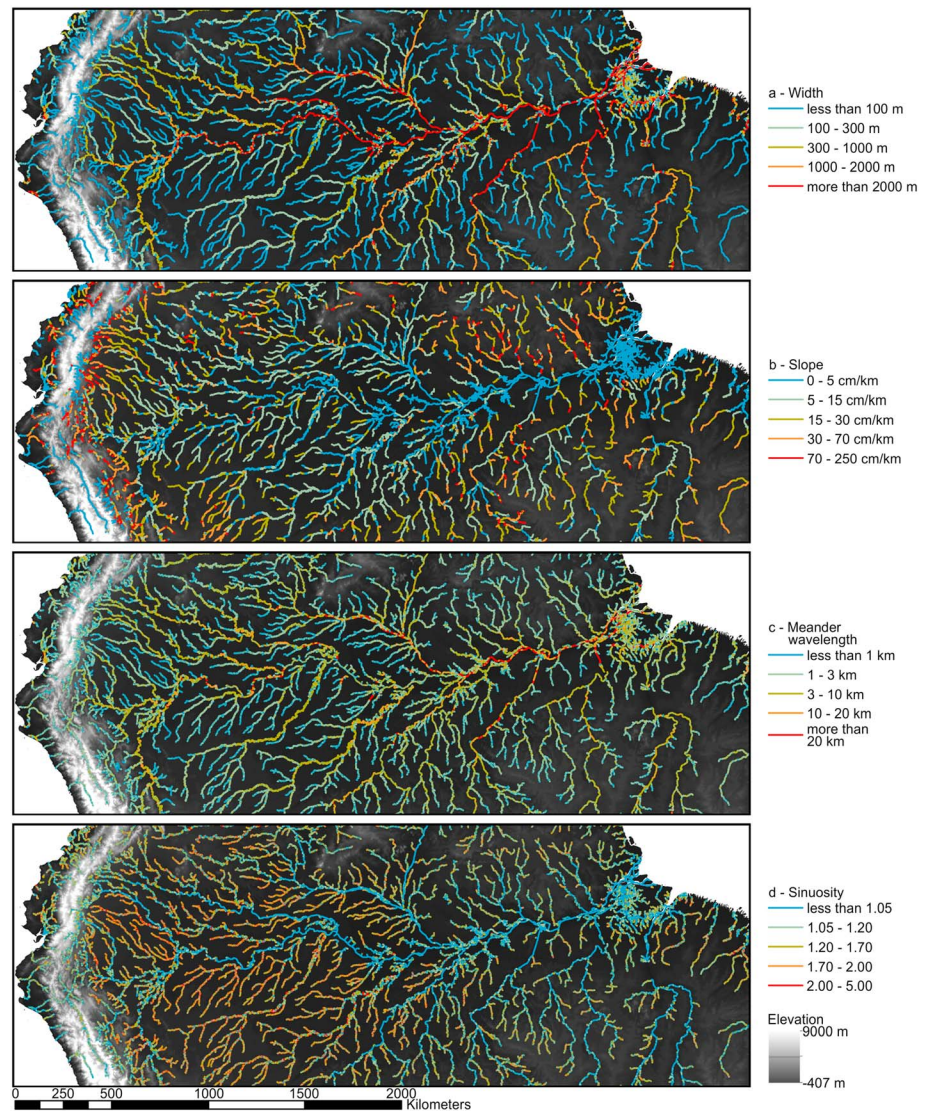 a - Width
less than 100 m
100 - 300 m
300 - 1000 m
1000 - 2000 m
more than 2000 m
b - Slope
0 - 5 cm/km
5 - 15 cm/km
15 - 30 cm/km
30 - 70 cm/km
70 - 250 cm/km
c - Meander
wavelength
less than 1 km
1 - 3 km
3 - 10 km
10 - 20 km
more than
20 km
d - Sinuosity
less than 1.05
1.05 - 1.20
1.20 - 1.70
1.70 - 2.00
2.00 - 5.00
Elevation
9000 m
-407 m
0 250 500 1000 1500 2000
Kilometers